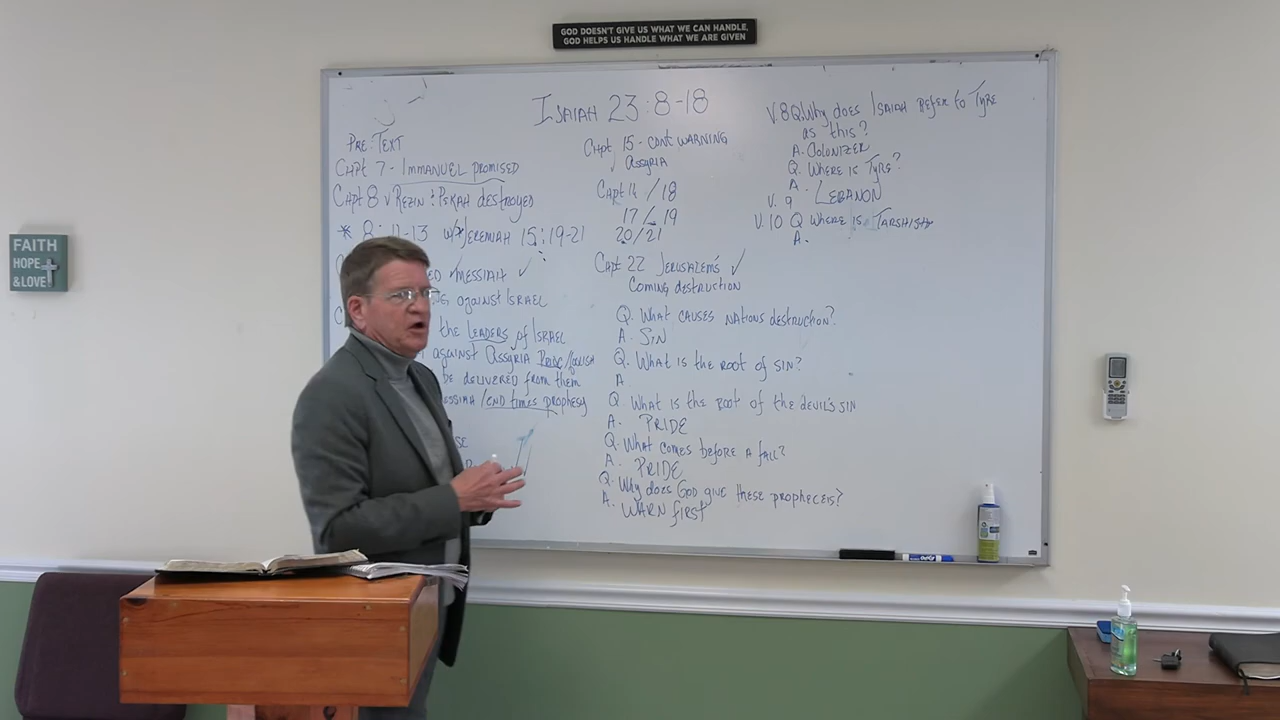 GOD DOESN'T GIVE US WHAT WE CAN HANDLE,
GOD HELPS US HANDLE WHAT WE ARE GIVEN
FAITH
HOPE
& LOVE
ISAIAH 23:8-18
PRE-TEXT
CHPT 7 - IMMANUEL PROMISED
CHPT 8 REZIN & PEKAH destroyed
* 8:11-13 w/ JEREMIAH 15:19-21
MESSIAH ✓
against ISRAEL
the LEADERS of ISRAEL
against ASSYRIA PRIDE/
BE delivered from them
ESSIAH /END times prophesy
SE
Chpt 15 - cont WARNING
ASSYRIA
Chpt 14/18
17/19
20/21
Chpt 22 JERUSALEM'S ✓
Coming destruction
Q. WHAT CAUSES NATIONS DESTRUCTION?
A. SIN
Q. WHAT IS the ROOT of SIN?
A
Q. WHAT IS the ROOT of the DEVIL'S SIN
A. PRIDE
Q. WHAT comes BEFORE A fall?
A. PRIDE
Q. Why does GOD GIVE these PROPHECEIS?
A. WARN FIRST
V.8 Q. Why does ISAIAH REFER to TYRE
as this?
A. COLONIZER
Q. WHERE is TYRE?
A. LEBANON
V. 9
V. 10 Q WHERE is TARSHISH
A.